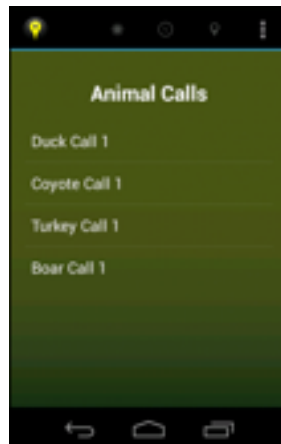 Animal Calls
Duck Call 1
Coyote Call 1
Turkey Call 1
Boar Call 1